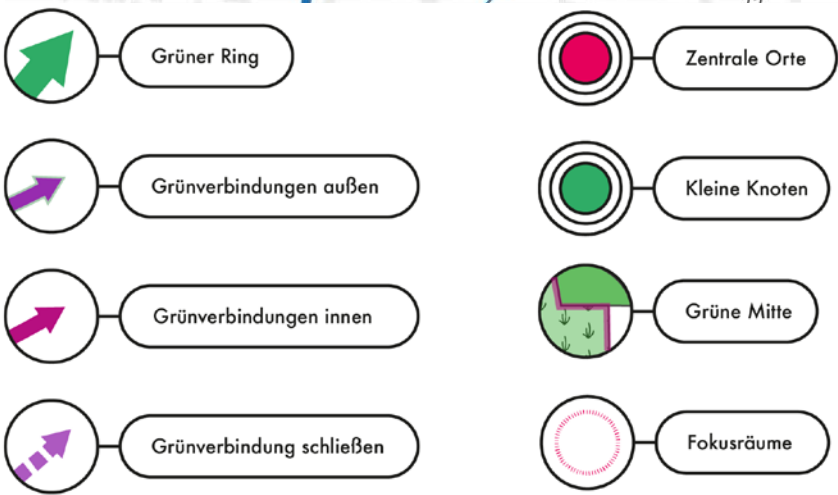 Grüner Ring
Grünverbindungen außen
Grünverbindungen innen
Grünverbindung schließen
Zentrale Orte
Kleine Knoten
Grüne Mitte
Fokusräume